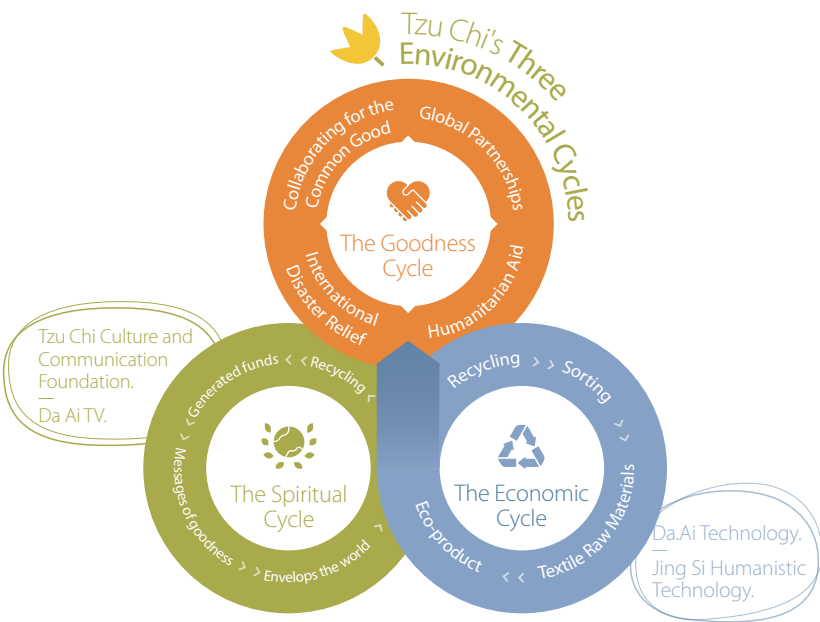 Tzu Chi's Three
Environmental Cycles
Collaborating for the
Common Good
Global Partnerships
The Goodness
Cycle
International
Disaster Relief
Humanitarian Aid
Tzu Chi Culture and
Communication
Foundation.
Da Ai TV.
Recycling
Generated funds
Messages of goodness
Envelops the world
The Spiritual
Cycle
Recycling
Sorting
Textile Raw Materials
Eco-product
The Economic
Cycle
Da.Ai Technology.
Jing Si Humanistic
Technology.